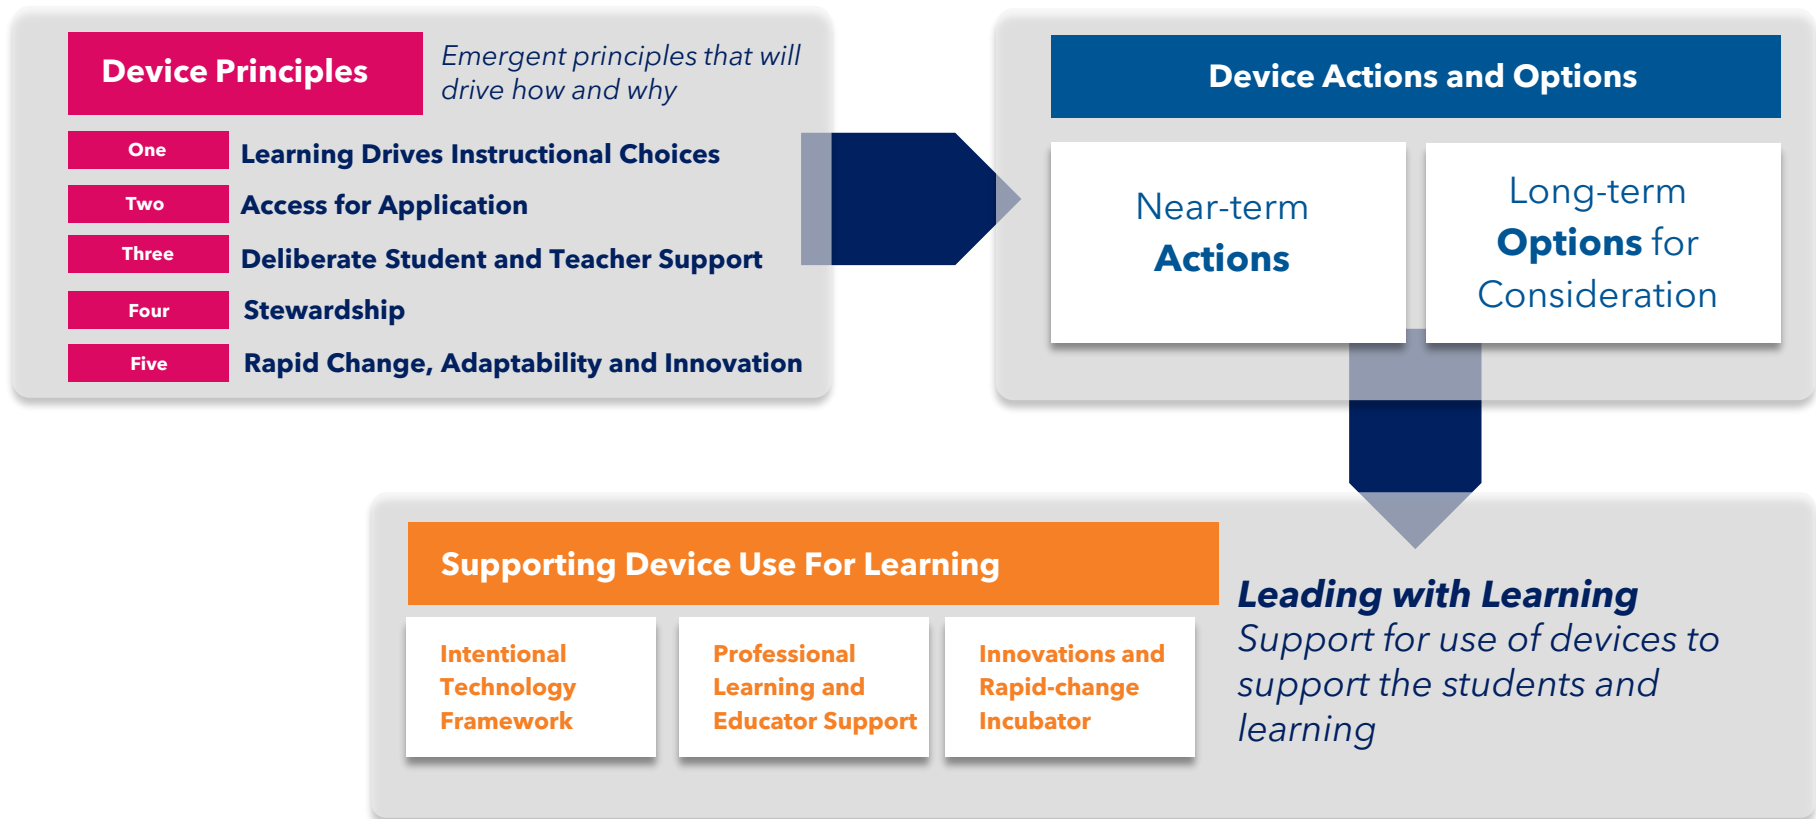 Device Principles
Emergent principles that will
drive how and why
One
Learning Drives Instructional Choices
Two
Access for Application
Three
Deliberate Student and Teacher Support
Four
Stewardship
Five
Rapid Change, Adaptability and Innovation
Device Actions and Options
Near-term
Actions
Long-term
Options for
Consideration
Supporting Device Use For Learning
Intentional
Technology
Framework
Professional
Learning and
Educator Support
Innovations and
Rapid-change
Incubator
Leading with Learning
Support for use of devices to
support the students and
learning